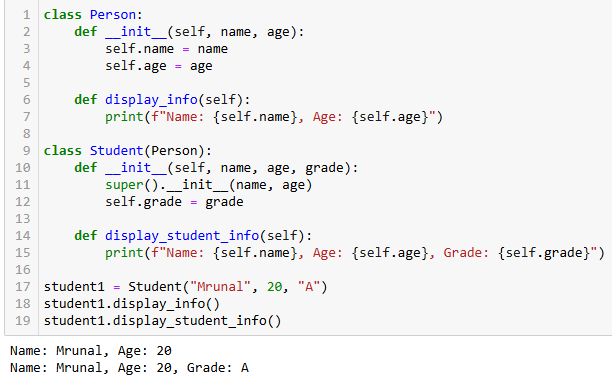 1 class Person:
2     def __init__(self, name, age):
3         self.name = name
4         self.age = age
5
6     def display_info(self):
7         print(f"Name: {self.name}, Age: {self.age}")
8
9 class Student(Person):
10     def __init__(self, name, age, grade):
11         super().__init__(name, age)
12         self.grade = grade
13
14     def display_student_info(self):
15         print(f"Name: {self.name}, Age: {self.age}, Grade: {self.grade}")
16
17 student1 = Student("Mrunal", 20, "A")
18 student1.display_info()
19 student1.display_student_info()
Name: Mrunal, Age: 20
Name: Mrunal, Age: 20, Grade: A